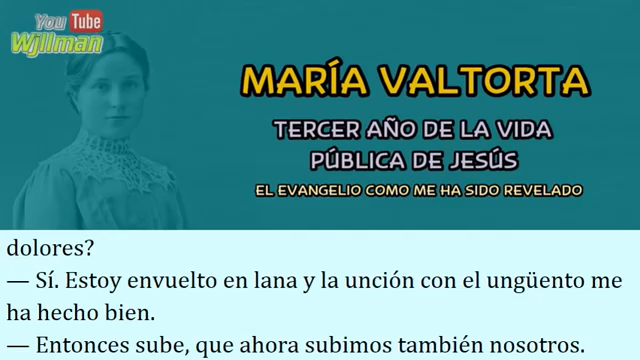 You Tube
Wjllman
MARÍA VALTORTA
TERCER AÑO DE LA VIDA
PÚBLICA DE JESÚS
EL EVANGELIO COMO ME HA SIDO REVELADO
dolores?
— Sí. Estoy envuelto en lana y la unción con el ungüento me
ha hecho bien.
— Entonces sube, que ahora subimos también nosotros.